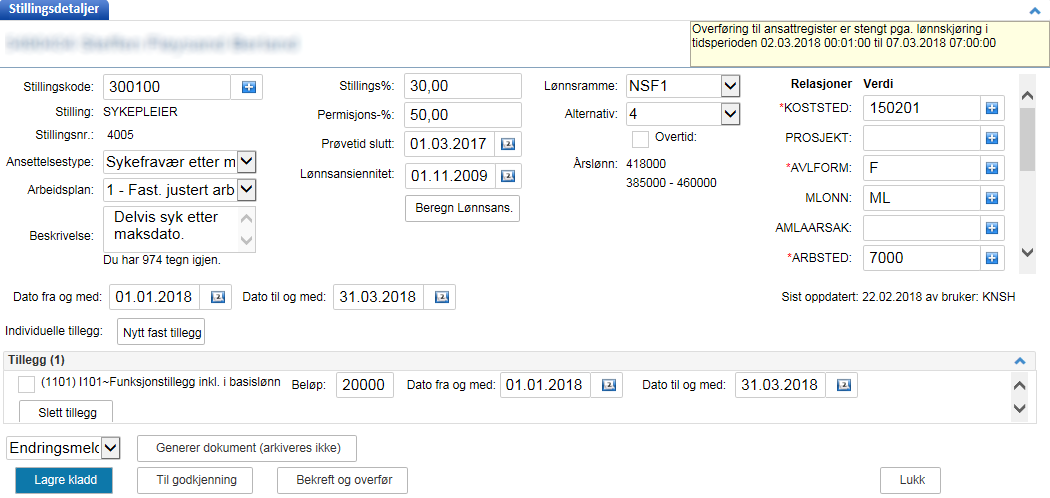 Stillingsdetaljer
Overføring til ansattregister er stengt pga. lønnskjøring i
tidsperioden 02.03.2018 00:01:00 til 07.03.2018 07:00:00
Stillingskode: 300100
Stilling: SYKEPLEIER
Stillingsnr.: 4005
Ansettelsestype: Sykefravær etter m
Arbeidsplan: 1 - Fast. justert arb
Beskrivelse: Delvis syk etter
maksdato.
Du har 974 tegn igjen.
Stillings%: 30,00
Permisjons-%: 50,00
Prøvetid slutt: 01.03.2017
Lønnsansiennitet: 01.11.2009
Beregn Lønnsans.
Lønnsramme: NSF1
Alternativ: 4
Overtid:
Årslønn: 418000
385000 - 460000
Relasjoner Verdi
*KOSTSTED: 150201
PROSJEKT:
*AVLFORM: F
MLONN: ML
AMLAARSAK:
*ARBSTED: 7000
Dato fra og med: 01.01.2018 Dato til og med: 31.03.2018
Sist oppdatert: 22.02.2018 av bruker: KNSH
Individuelle tillegg: Nytt fast tillegg
Tillegg (1)
(1101) I101~Funksjonstillegg inkl. i basislønn Beløp: 20000 Dato fra og med: 01.01.2018 Dato til og med: 31.03.2018
Slett tillegg
Endringsmeld Generer dokument (arkiveres ikke)
Lagre kladd Til godkjenning Bekreft og overfør Lukk